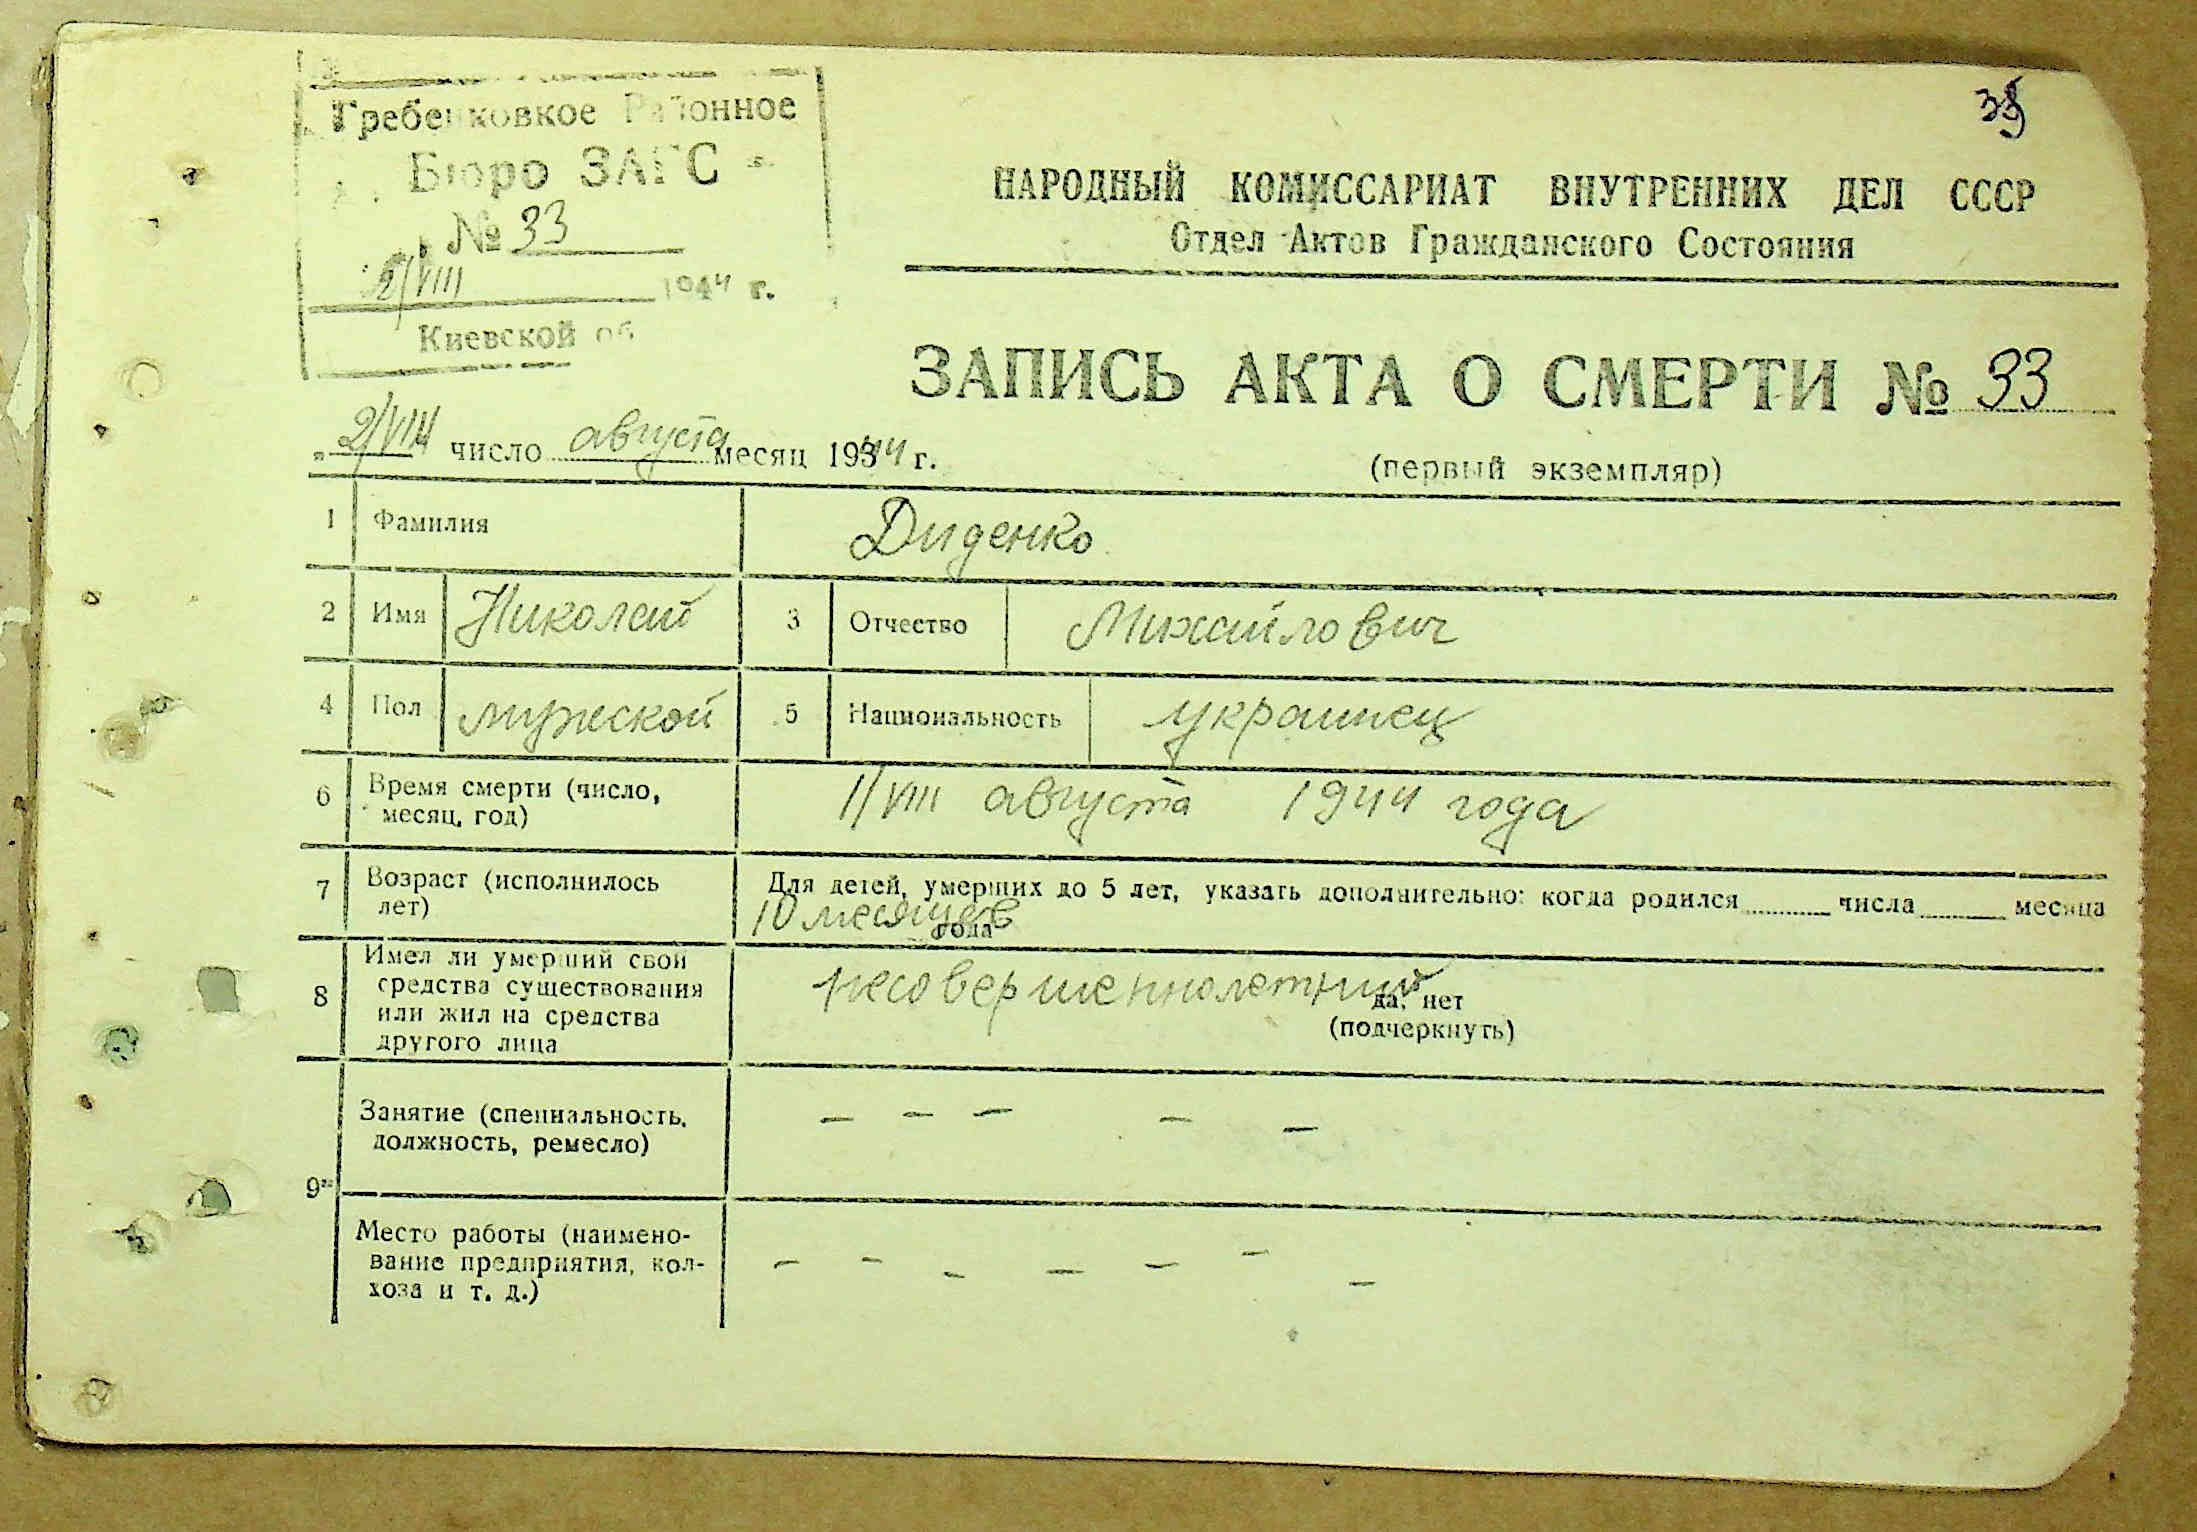 Гребенковкое Районное
Бюро ЗАГС
№ 33
2/VIII 1944 г.
Киевской об
НАРОДНЫЙ КОМИССАРИАТ ВНУТРЕННИХ ДЕЛ СССР
Отдел Актов Гражданского Состояния
ЗАПИСЬ АКТА О СМЕРТИ № 33
„2/VIII число августа месяц 1944 г.
(первый экземпляр)
1 Фамилия Диденко
2 Имя Николай 3 Отчество Михайлович
4 Пол мужеской 5 Национальность украинец
6 Время смерти (число, месяц, год) 1/VIII августа 1944 года
7 Возраст (исполнилось лет) Для детей, умерших до 5 лет, указать дополнительно: когда родился числа месяца
10 месяцев года
8 Имел ли умерший свои средства существования или жил на средства другого лица несовершеннолетний да, нет
(подчеркнуть)
9 Занятие (специальность, должность, ремесло) – – – – –
Место работы (наименование предприятия, колхоза и т. д.) – – – – – – –